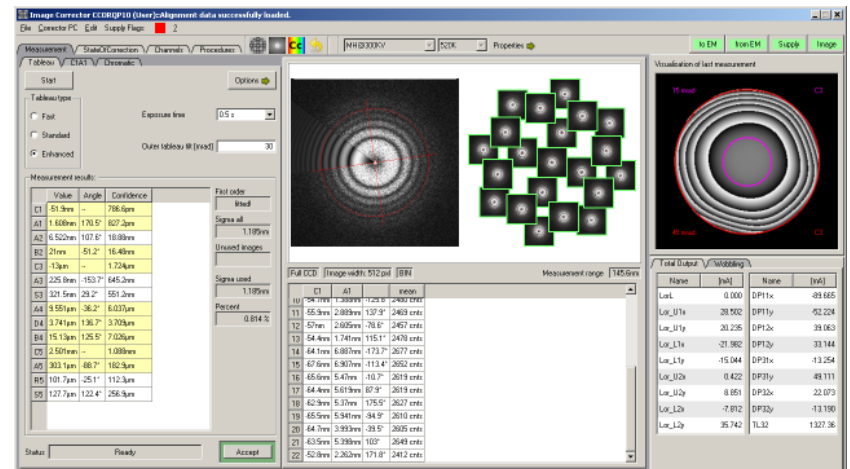 Image Corrector CCORQP10 (User)::Alignment data successfully loaded.
File Corrector PC Edit Supply Flags: 2
Measurement StateOfCorrection Channels Procedures Cc MH@300KV 520K Properties to EM from EM Supply Image
Tableau C1A1 Chromatic
Start Options
Tableau type
Fast Exposure time 0.5 s
Standard
Enhanced Outer tableau tilt [mrad] 30
Measurement results:
Value Angle Confidence
C1 -51.9nm -- 786.6pm
A1 1.608nm 170.5° 827.2pm
A2 6.522nm 107.6° 18.88nm
B2 21nm -51.2° 16.48nm
C3 -13µm -- 1.724µm
A3 225.8nm -153.7° 645.2nm
S3 321.5nm 29.2° 551.2nm
A4 9.551µm -36.2° 6.037µm
D4 3.741µm 136.7° 3.709µm
B4 15.13µm 125.5° 7.026µm
C5 2.501mm -- 1.088mm
A5 303.1µm -88.7° 182.9µm
R5 101.7µm -25.1° 112.3µm
S5 127.7µm 122.4° 256.9µm
First order
fitted!
Sigma all
1.185nm
Unused images
Sigma used
1.185nm
Percent
0.814 %
Status Ready Accept
Full CCD Image-width: 512 pxl BIN Measurement range 145.6nm
C1 A1 mean
10 -54.7nm 1.388nm -125.8° 2480 cnts
11 -55.9nm 2.889nm 137.9° 2469 cnts
12 -57nm 2.605nm -78.6° 2457 cnts
13 -54.4nm 1.741nm 115.1° 2478 cnts
14 -64.1nm 6.887nm -173.7° 2677 cnts
15 -67.6nm 6.907nm -113.4° 2652 cnts
16 -65.6nm 5.47nm -10.7° 2619 cnts
17 -64.4nm 5.619nm 87.9° 2619 cnts
18 -62.9nm 5.37nm 175.5° 2627 cnts
19 -65.5nm 5.941nm -94.9° 2610 cnts
20 -64.7nm 3.993nm -39.5° 2605 cnts
21 -63.5nm 5.398nm 103° 2649 cnts
22 -52.8nm 2.262nm 171.8° 2412 cnts
Visualisation of last measurement
15 mrad C3
45 mrad C3
Total Output Wobbling
Name [mA] Name [mA]
LorL 0.000 DP11x -89.665
Lor_U1x 28.502 DP11y -52.224
Lor_U1y 20.235 DP12x 39.063
Lor_L1x -21.982 DP12y 33.144
Lor_L1y -15.044 DP31x -13.254
Lor_U2x 0.422 DP31y 49.111
Lor_U2y 8.851 DP32x 22.073
Lor_L2x -7.812 DP32y -13.190
Lor_L2y 35.742 TL32 1327.36